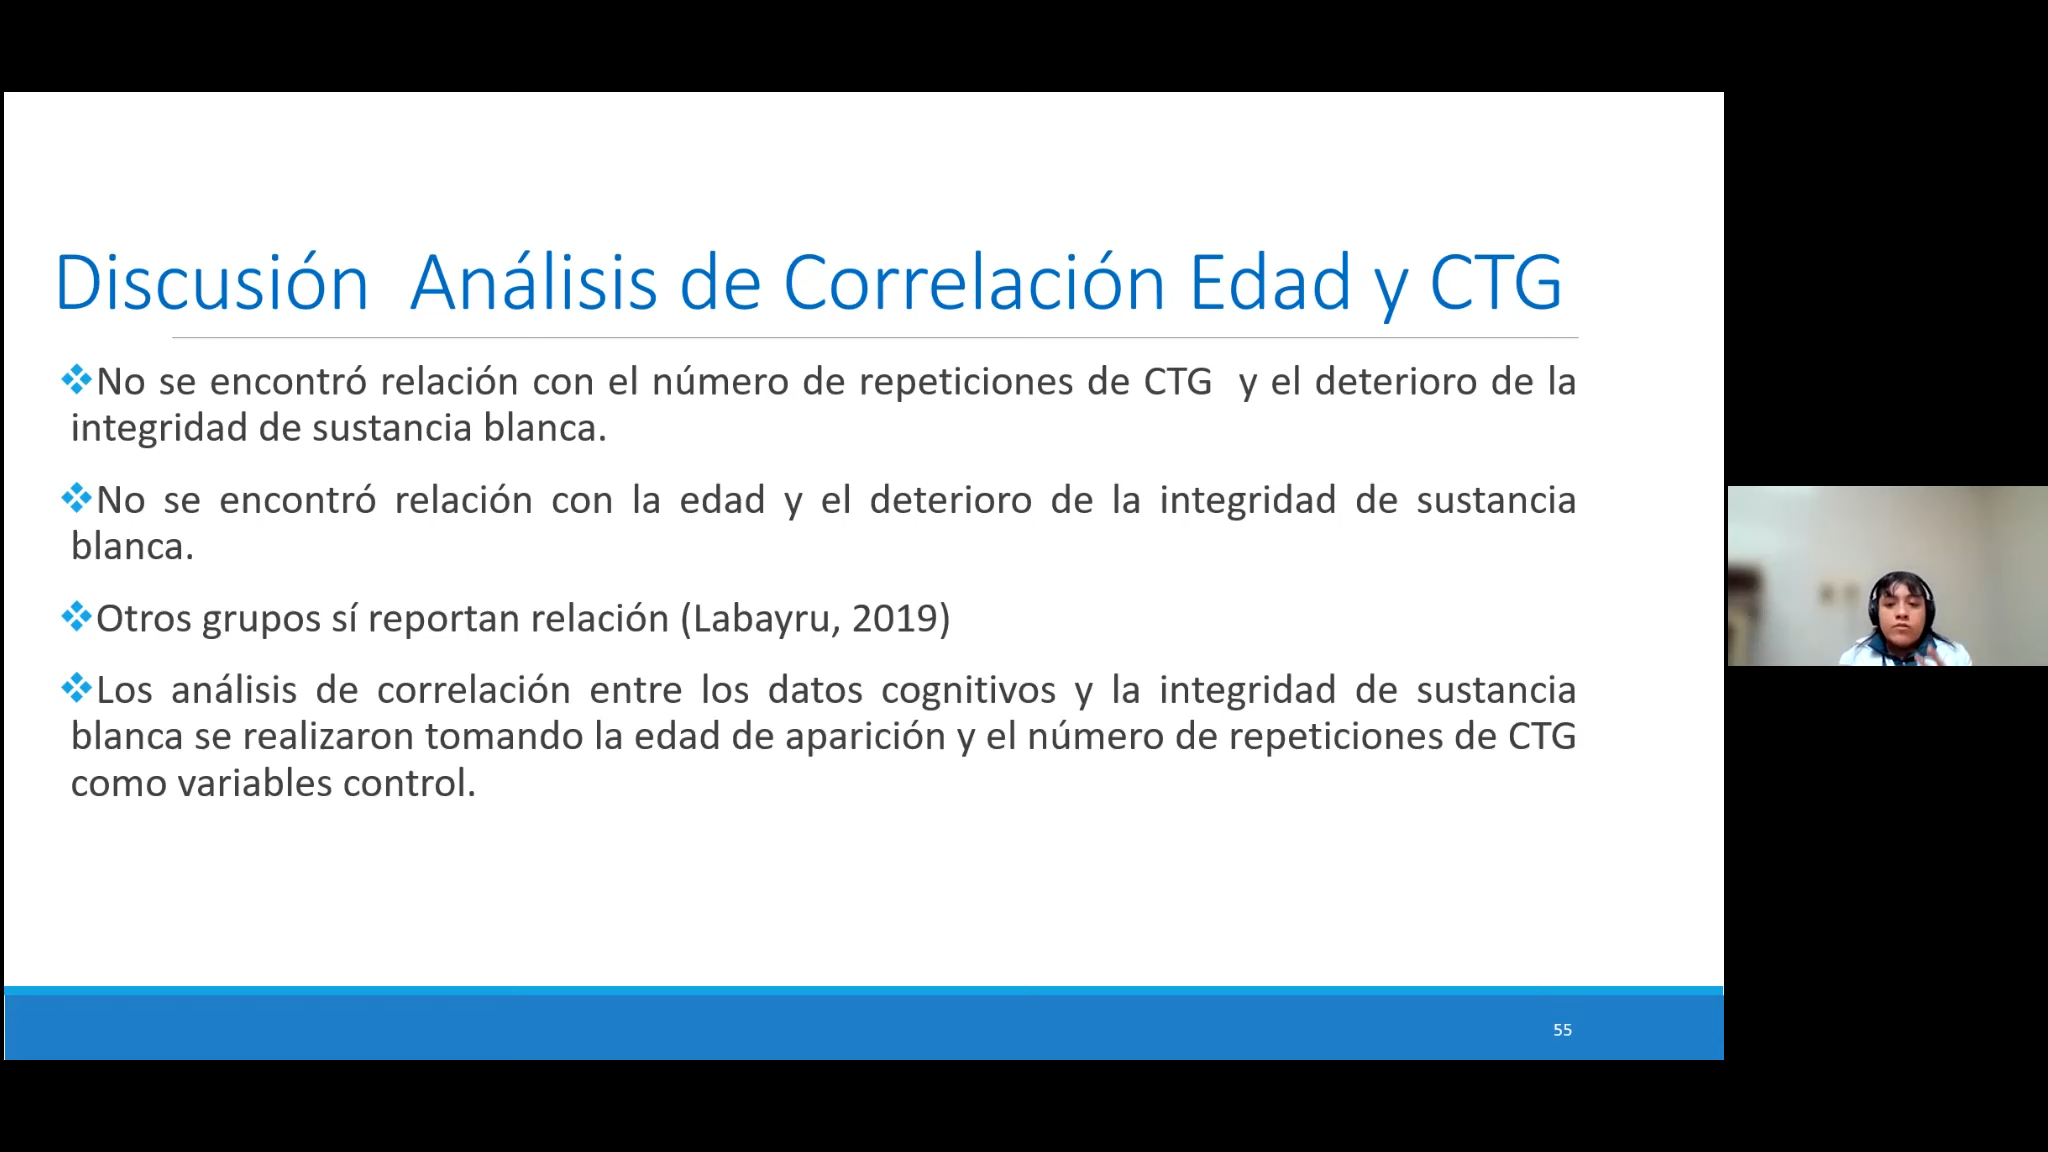 Discusión  Análisis de Correlación Edad y CTG
No se encontró relación con el número de repeticiones de CTG  y el deterioro de la
integridad de sustancia blanca.
No se encontró relación con la edad y el deterioro de la integridad de sustancia
blanca.
Otros grupos sí reportan relación (Labayru, 2019)
Los análisis de correlación entre los datos cognitivos y la integridad de sustancia
blanca se realizaron tomando la edad de aparición y el número de repeticiones de CTG
como variables control.
55